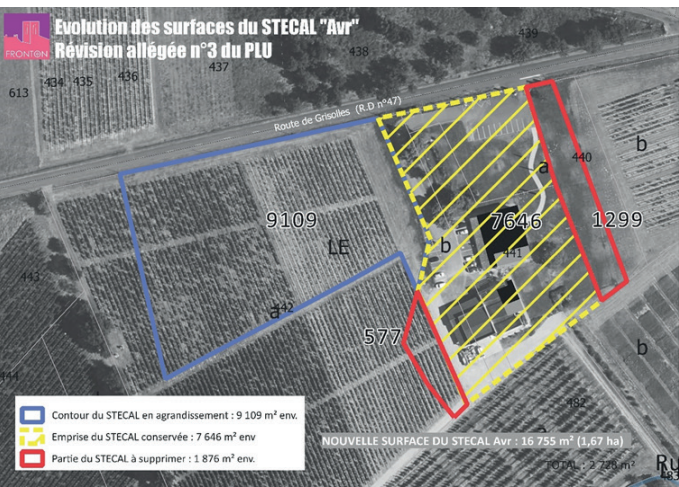 FRONTON
Evolution des surfaces du STECAL "Avr"
Révision allégée n°3 du PLU
613
434
435
436
437
438
439
Route de Grisolles (R.D n°47)
440
b
a
9109
7646
1299
LE
b
441
443
442
a
577
b
444
482
Contour du STECAL en agrandissement : 9 109 m² env.
Emprise du STECAL conservée : 7 646 m² env
Partie du STECAL à supprimer : 1 876 m² env.
NOUVELLE SURFACE DU STECAL Avr : 16 755 m² (1,67 ha)
TOTAL : 2 728 m²
Ru
483